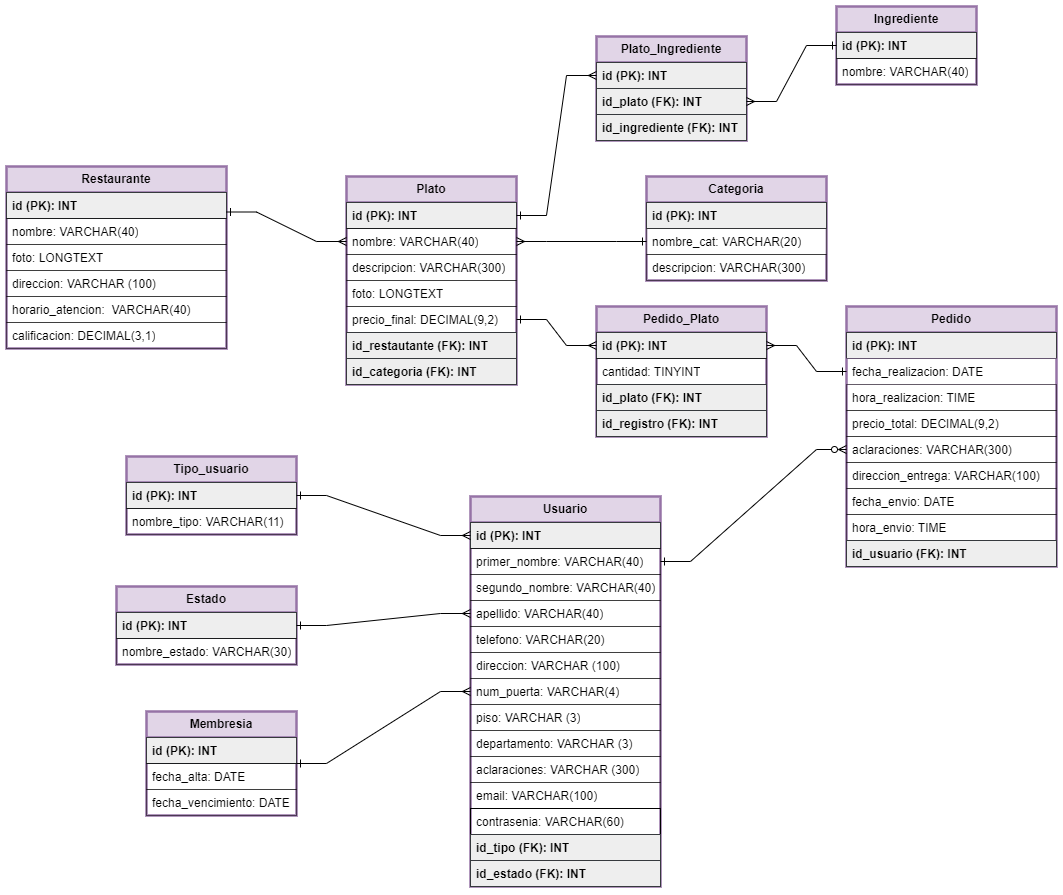 Ingrediente
id (PK): INT
nombre: VARCHAR(40)
Plato_Ingrediente
id (PK): INT
id_plato (FK): INT
id_ingrediente (FK): INT
Restaurante
id (PK): INT
nombre: VARCHAR(40)
foto: LONGTEXT
direccion: VARCHAR (100)
horario_atencion:  VARCHAR(40)
calificacion: DECIMAL(3,1)
Plato
id (PK): INT
nombre: VARCHAR(40)
descripcion: VARCHAR(300)
foto: LONGTEXT
precio_final: DECIMAL(9,2)
id_restautante (FK): INT
id_categoria (FK): INT
Categoria
id (PK): INT
nombre_cat: VARCHAR(20)
descripcion: VARCHAR(300)
Pedido_Plato
id (PK): INT
cantidad: TINYINT
id_plato (FK): INT
id_registro (FK): INT
Pedido
id (PK): INT
fecha_realizacion: DATE
hora_realizacion: TIME
precio_total: DECIMAL(9,2)
aclaraciones: VARCHAR(300)
direccion_entrega: VARCHAR(100)
fecha_envio: DATE
hora_envio: TIME
id_usuario (FK): INT
Tipo_usuario
id (PK): INT
nombre_tipo: VARCHAR(11)
Estado
id (PK): INT
nombre_estado: VARCHAR(30)
Membresia
id (PK): INT
fecha_alta: DATE
fecha_vencimiento: DATE
Usuario
id (PK): INT
primer_nombre: VARCHAR(40)
segundo_nombre: VARCHAR(40)
apellido: VARCHAR(40)
telefono: VARCHAR(20)
direccion: VARCHAR (100)
num_puerta: VARCHAR(4)
piso: VARCHAR (3)
departamento: VARCHAR (3)
aclaraciones: VARCHAR (300)
email: VARCHAR(100)
contrasenia: VARCHAR(60)
id_tipo (FK): INT
id_estado (FK): INT